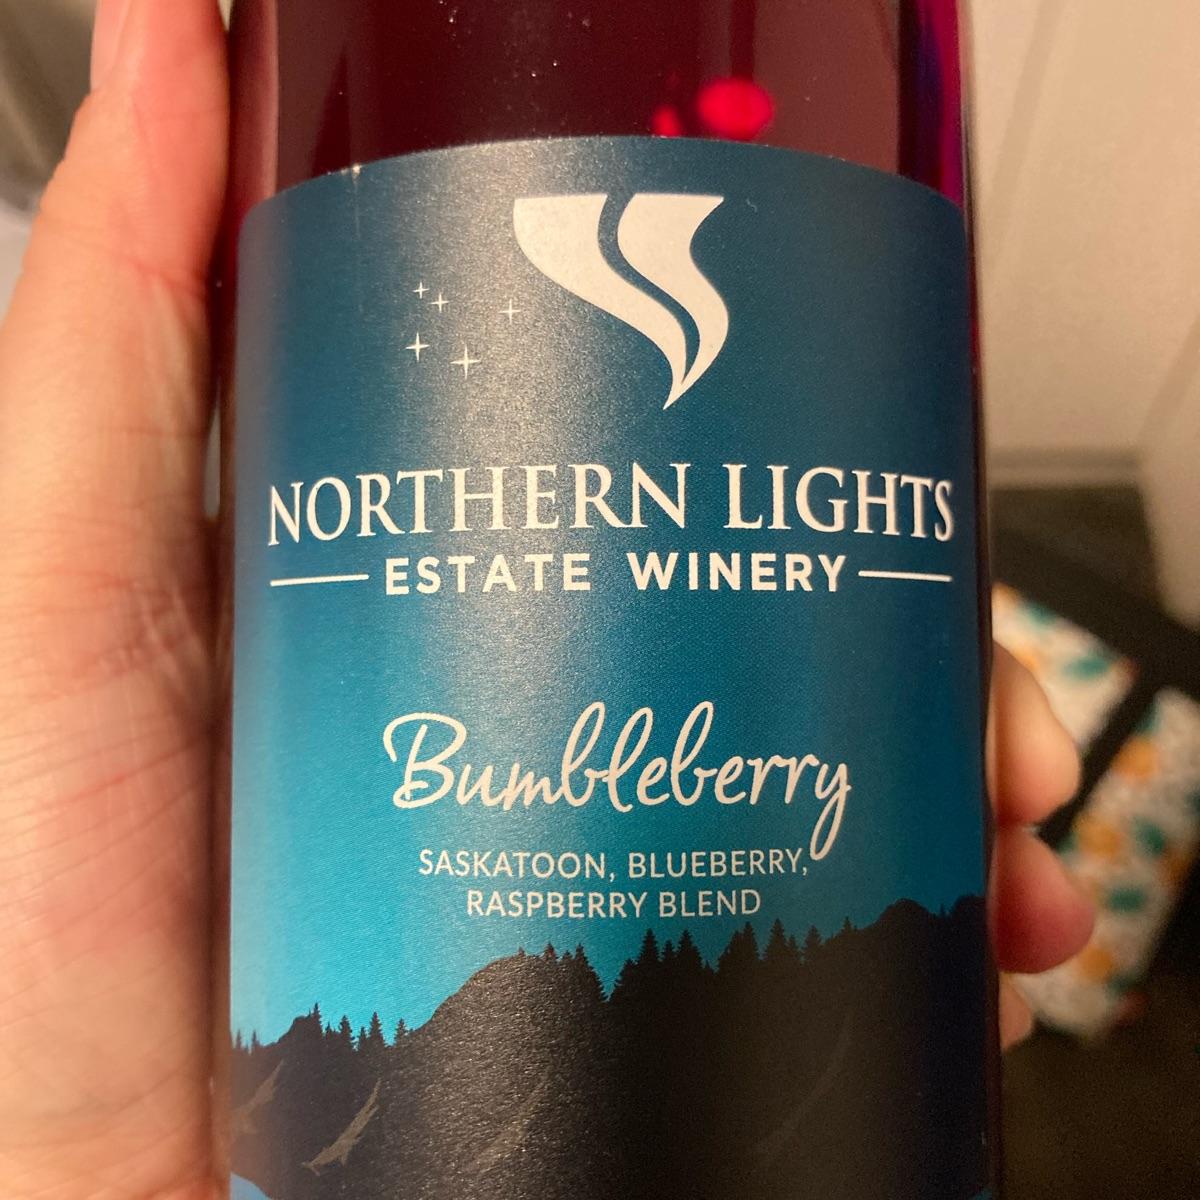 NORTHERN LIGHTS
ESTATE WINERY
Bumbleberry
SASKATOON, BLUEBERRY,
RASPBERRY BLEND